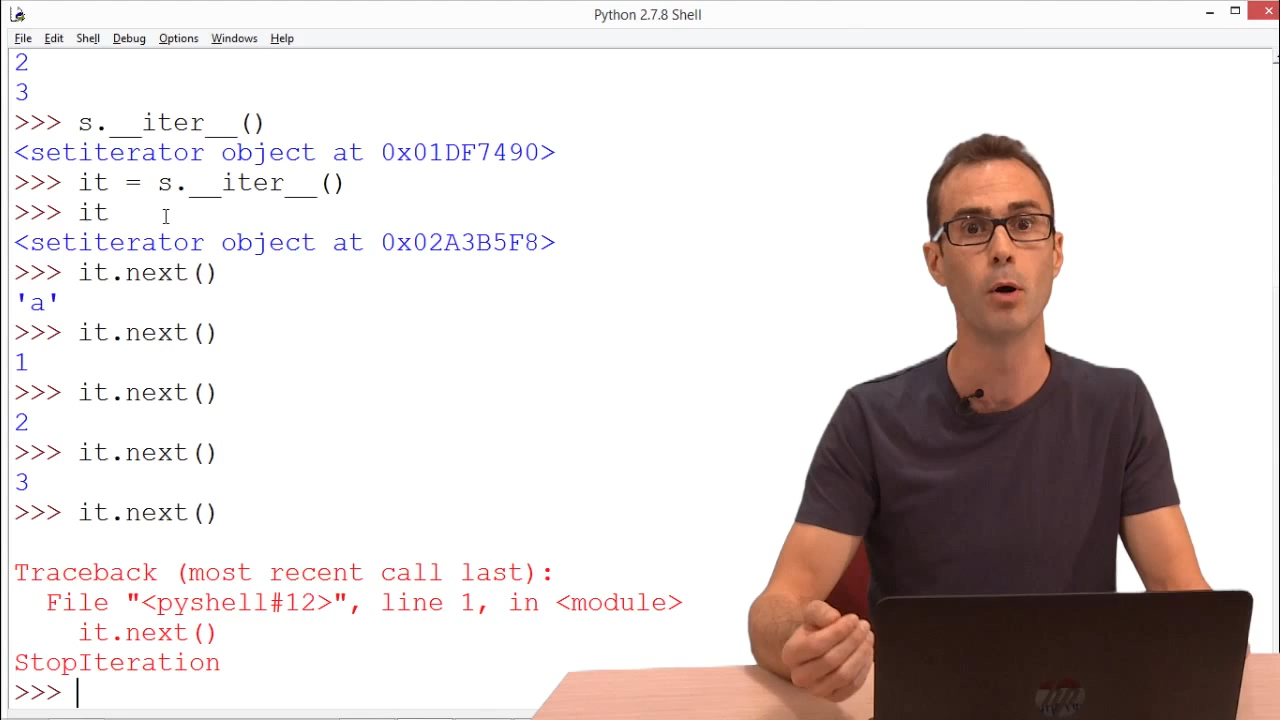 Python 2.7.8 Shell
File Edit Shell Debug Options Windows Help
2
3
>>> s.__iter__()
<setiterator object at 0x01DF7490>
>>> it = s.__iter__()
>>> it
<setiterator object at 0x02A3B5F8>
>>> it.next()
'a'
>>> it.next()
1
>>> it.next()
2
>>> it.next()
3
>>> it.next()
Traceback (most recent call last):
  File "<pyshell#12>", line 1, in <module>
    it.next()
StopIteration
>>>